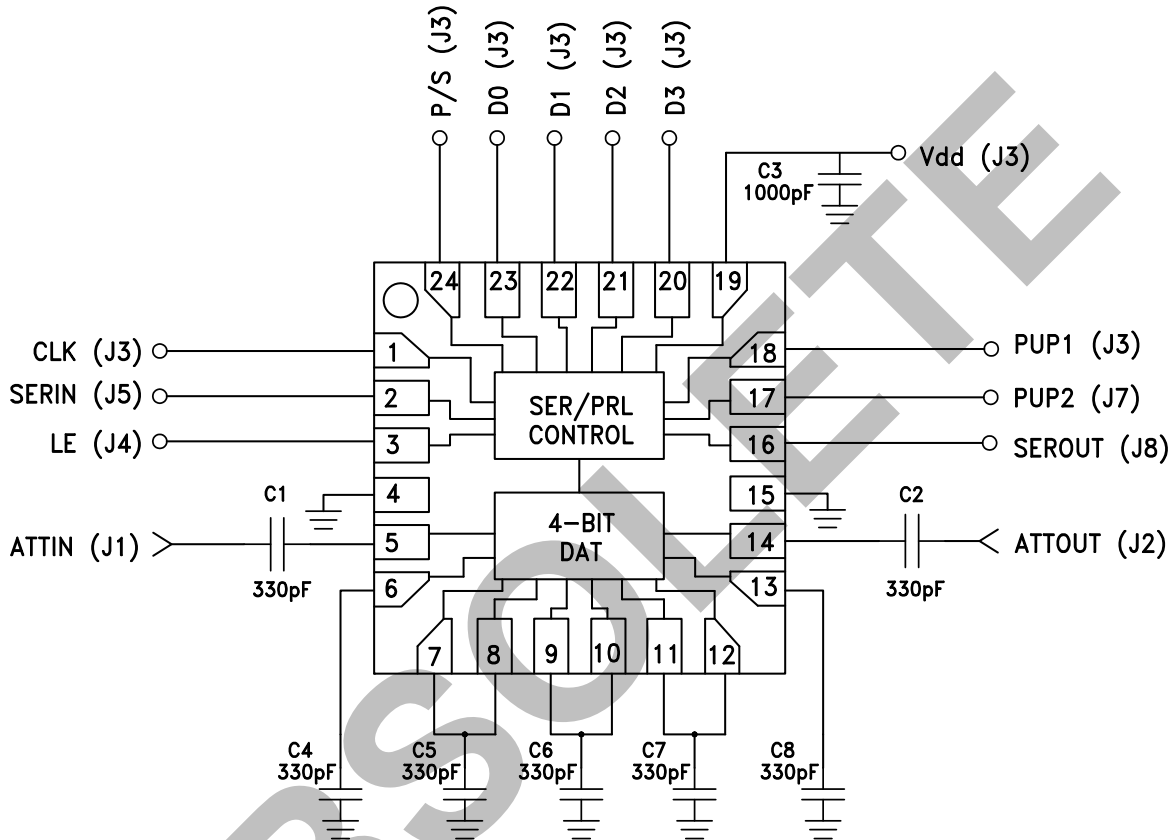 P/S (J3)
D0 (J3)
D1 (J3)
D2 (J3)
D3 (J3)
Vdd (J3)
C3
1000pF
24
23
22
21
20
19
CLK (J3)
1
18
PUP1 (J3)
SERIN (J5)
2
17
PUP2 (J7)
SER/PRL
CONTROL
LE (J4)
3
16
SEROUT (J8)
C1
4
15
C2
4-BIT
DAT
ATTIN (J1)
5
14
ATTOUT (J2)
330pF
6
13
330pF
7
8
9
10
11
12
C4
330pF
C5
330pF
C6
330pF
C7
330pF
C8
330pF
BSOLETE